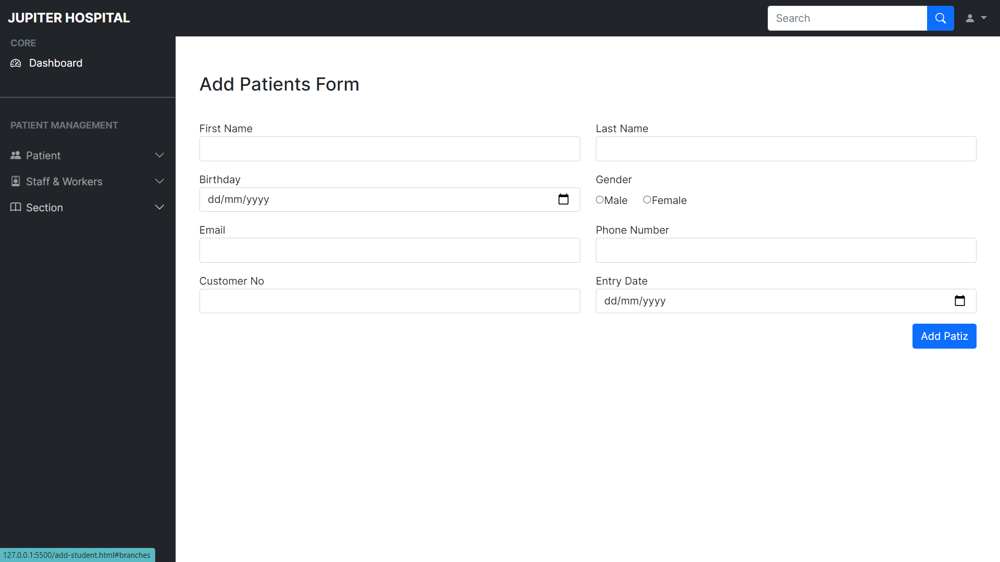 JUPITER HOSPITAL
Search
CORE
Dashboard
PATIENT MANAGEMENT
Patient
Staff & Workers
Section
Add Patients Form
First Name
Last Name
Birthday
Gender
dd/mm/yyyy
Male Female
Email
Phone Number
Customer No
Entry Date
dd/mm/yyyy
Add Patiz
127.0.0.1:5500/add-student.html#branches